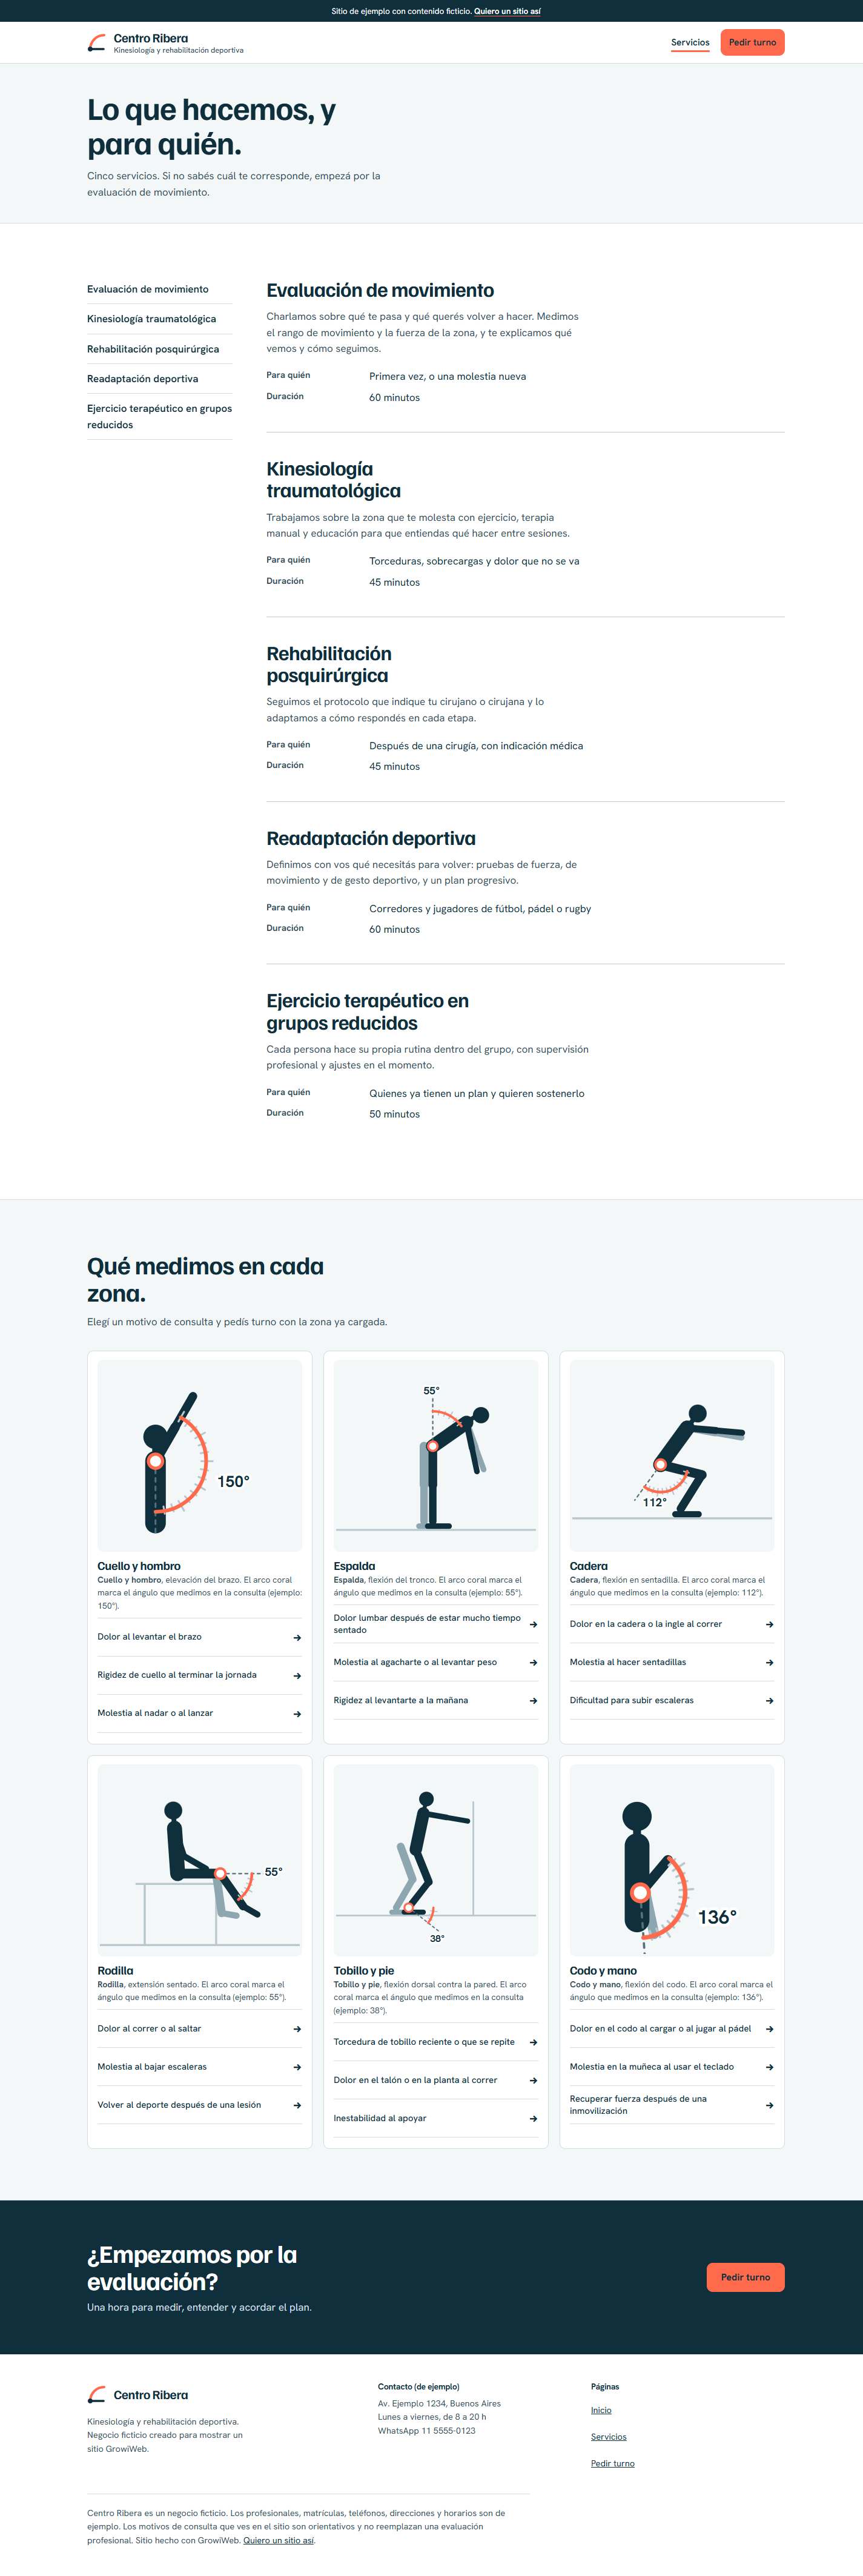 Sitio de ejemplo con contenido ficticio. Quiero un sitio así
Centro Ribera
Kinesiología y rehabilitación deportiva
Servicios
Pedir turno
Lo que hacemos, y
para quién.
Cinco servicios. Si no sabés cuál te corresponde, empezá por la
evaluación de movimiento.
Evaluación de movimiento
Kinesiología traumatológica
Rehabilitación posquirúrgica
Readaptación deportiva
Ejercicio terapéutico en grupos
reducidos
Evaluación de movimiento
Charlamos sobre qué te pasa y qué querés volver a hacer. Medimos
el rango de movimiento y la fuerza de la zona, y te explicamos qué
vemos y cómo seguimos.
Para quién Primera vez, o una molestia nueva
Duración 60 minutos
Kinesiología
traumatológica
Trabajamos sobre la zona que te molesta con ejercicio, terapia
manual y educación para que entiendas qué hacer entre sesiones.
Para quién Torceduras, sobrecargas y dolor que no se va
Duración 45 minutos
Rehabilitación
posquirúrgica
Seguimos el protocolo que indique tu cirujano o cirujana y lo
adaptamos a cómo respondés en cada etapa.
Para quién Después de una cirugía, con indicación médica
Duración 45 minutos
Readaptación deportiva
Definimos con vos qué necesitás para volver: pruebas de fuerza, de
movimiento y de gesto deportivo, y un plan progresivo.
Para quién Corredores y jugadores de fútbol, pádel o rugby
Duración 60 minutos
Ejercicio terapéutico en
grupos reducidos
Cada persona hace su propia rutina dentro del grupo, con supervisión
profesional y ajustes en el momento.
Para quién Quienes ya tienen un plan y quieren sostenerlo
Duración 50 minutos
Qué medimos en cada
zona.
Elegí un motivo de consulta y pedís turno con la zona ya cargada.
150°
Cuello y hombro
Cuello y hombro, elevación del brazo. El arco coral
marca el ángulo que medimos en la consulta (ejemplo:
150°).
Dolor al levantar el brazo
Rigidez de cuello al terminar la jornada
Molestia al nadar o al lanzar
55°
Espalda
Espalda, flexión del tronco. El arco coral marca el
ángulo que medimos en la consulta (ejemplo: 55°).
Dolor lumbar después de estar mucho tiempo
sentado
Molestia al agacharte o al levantar peso
Rigidez al levantarte a la mañana
112°
Cadera
Cadera, flexión en sentadilla. El arco coral marca el
ángulo que medimos en la consulta (ejemplo: 112°).
Dolor en la cadera o la ingle al correr
Molestia al hacer sentadillas
Dificultad para subir escaleras
55°
Rodilla
Rodilla, extensión sentado. El arco coral marca el
ángulo que medimos en la consulta (ejemplo: 55°).
Dolor al correr o al saltar
Molestia al bajar escaleras
Volver al deporte después de una lesión
38°
Tobillo y pie
Tobillo y pie, flexión dorsal contra la pared. El arco
coral marca el ángulo que medimos en la consulta
(ejemplo: 38°).
Torcedura de tobillo reciente o que se repite
Dolor en el talón o en la planta al correr
Inestabilidad al apoyar
136°
Codo y mano
Codo y mano, flexión del codo. El arco coral marca el
ángulo que medimos en la consulta (ejemplo: 136°).
Dolor en el codo al cargar o al jugar al pádel
Molestia en la muñeca al usar el teclado
Recuperar fuerza después de una
inmovilización
¿Empezamos por la
evaluación?
Una hora para medir, entender y acordar el plan.
Pedir turno
Centro Ribera
Kinesiología y rehabilitación deportiva.
Negocio ficticio creado para mostrar un
sitio GrowiWeb.
Contacto (de ejemplo)
Av. Ejemplo 1234, Buenos Aires
Lunes a viernes, de 8 a 20 h
WhatsApp 11 5555-0123
Páginas
Inicio
Servicios
Pedir turno
Centro Ribera es un negocio ficticio. Los profesionales, matrículas, teléfonos, direcciones y horarios son de
ejemplo. Los motivos de consulta que ves en el sitio son orientativos y no reemplazan una evaluación
profesional. Sitio hecho con GrowiWeb. Quiero un sitio así.